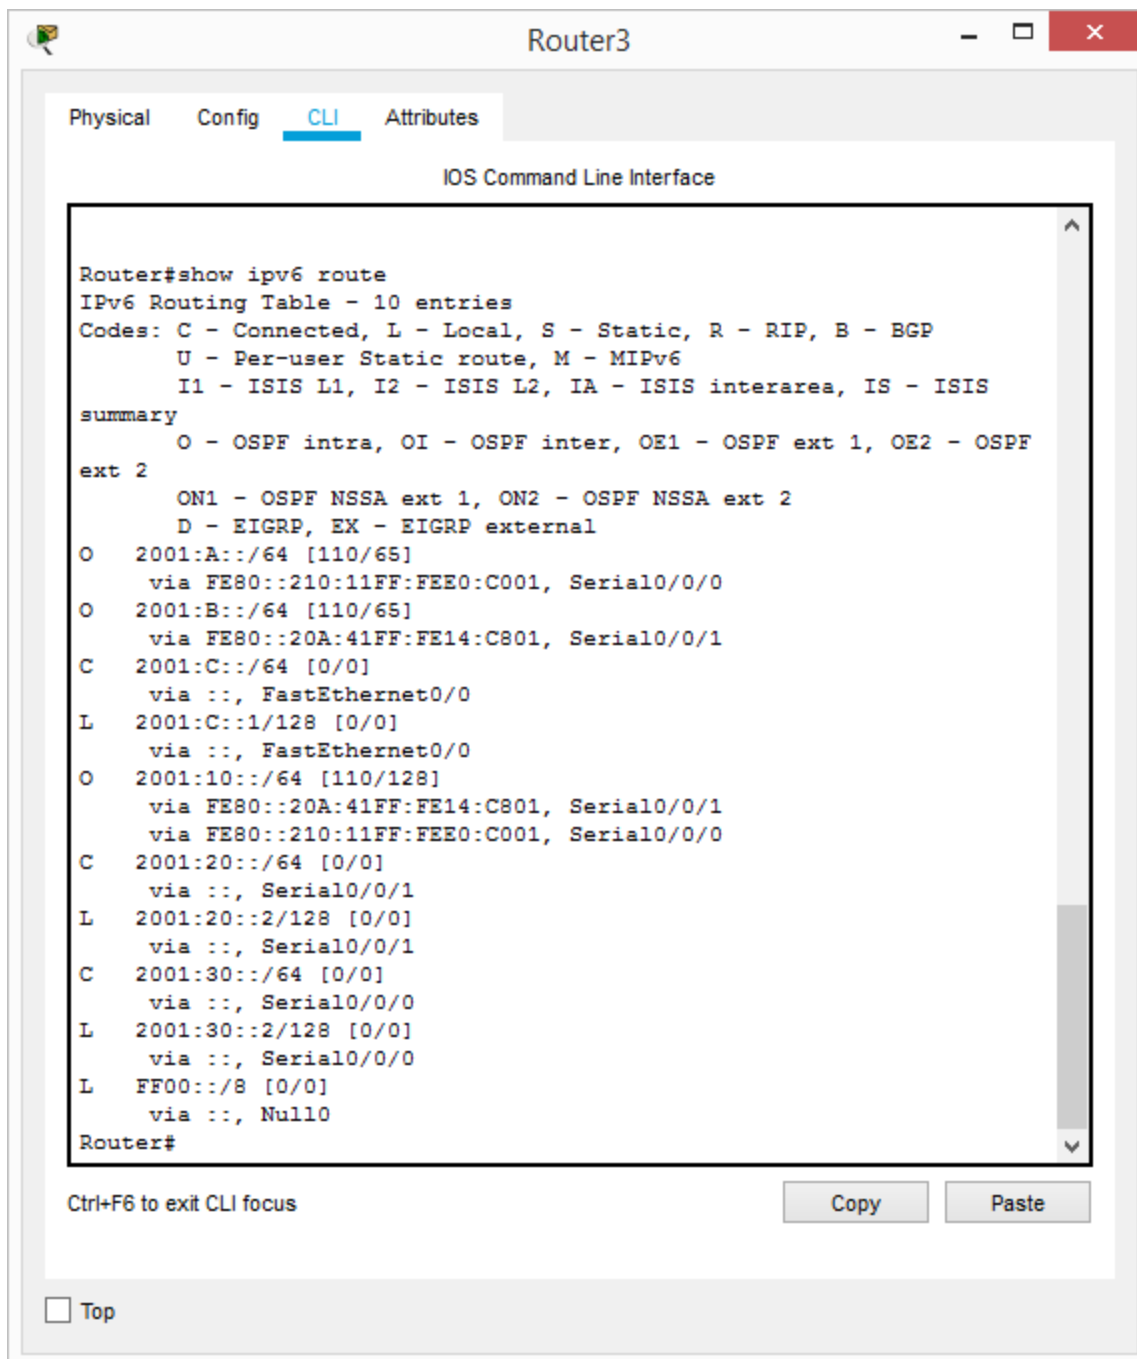 Router3
Physical Config CLI Attributes
IOS Command Line Interface
Router#show ipv6 route
IPv6 Routing Table - 10 entries
Codes: C - Connected, L - Local, S - Static, R - RIP, B - BGP
U - Per-user Static route, M - MIPv6
I1 - ISIS L1, I2 - ISIS L2, IA - ISIS interarea, IS - ISIS
summary
O - OSPF intra, OI - OSPF inter, OE1 - OSPF ext 1, OE2 - OSPF
ext 2
ON1 - OSPF NSSA ext 1, ON2 - OSPF NSSA ext 2
D - EIGRP, EX - EIGRP external
O 2001:A::/64 [110/65]
via FE80::210:11FF:FEE0:C001, Serial0/0/0
O 2001:B::/64 [110/65]
via FE80::20A:41FF:FE14:C801, Serial0/0/1
C 2001:C::/64 [0/0]
via ::, FastEthernet0/0
L 2001:C::1/128 [0/0]
via ::, FastEthernet0/0
O 2001:10::/64 [110/128]
via FE80::20A:41FF:FE14:C801, Serial0/0/1
via FE80::210:11FF:FEE0:C001, Serial0/0/0
C 2001:20::/64 [0/0]
via ::, Serial0/0/1
L 2001:20::2/128 [0/0]
via ::, Serial0/0/1
C 2001:30::/64 [0/0]
via ::, Serial0/0/0
L 2001:30::2/128 [0/0]
via ::, Serial0/0/0
L FF00::/8 [0/0]
via ::, Null0
Router#
Ctrl+F6 to exit CLI focus Copy Paste
Top